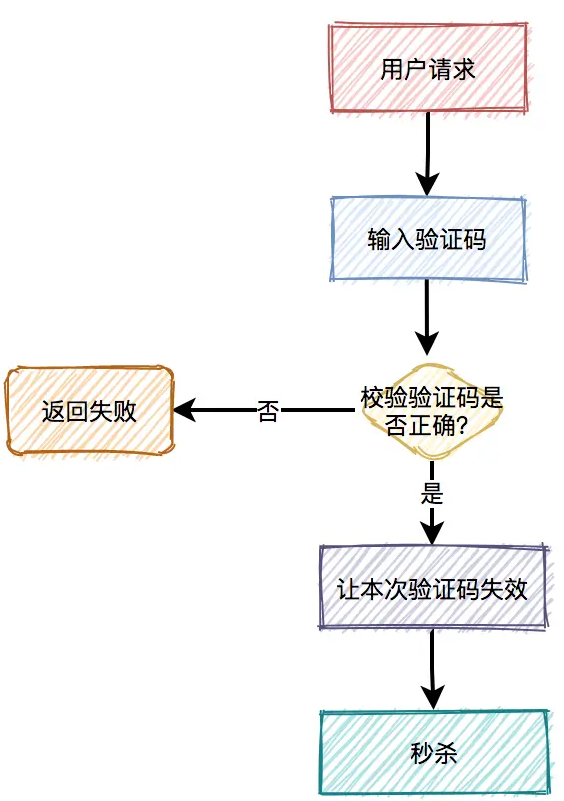 用户请求
输入验证码
校验验证码是
否正确?
否
返回失败
是
让本次验证码失效
秒杀